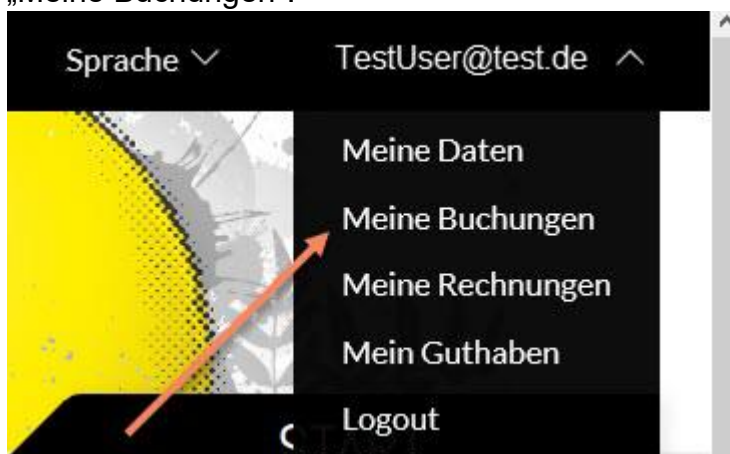 „Meine Buchungen“.
Sprache
TestUser@test.de
Meine Daten
Meine Buchungen
Meine Rechnungen
Mein Guthaben
Logout